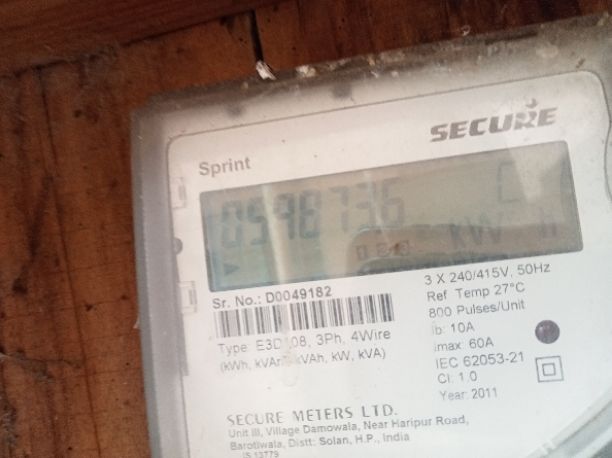 SECURE
Sprint
0598736 C
kW h
Sr. No.: D0049182
3 X 240/415V, 50Hz
Ref Temp 27°C
800 Pulses/Unit
Ib: 10A
Imax: 60A
IEC 62053-21
Cl: 1.0
Year: 2011
Type: 3Ph, 4Wire
(kWh, kVAh, kW, kVA)
SECURE METERS LTD.
Unit III, Village Damowala, Near Haripur Road,
Barotiwala, Distt: Solan, H.P., India
IS 13779